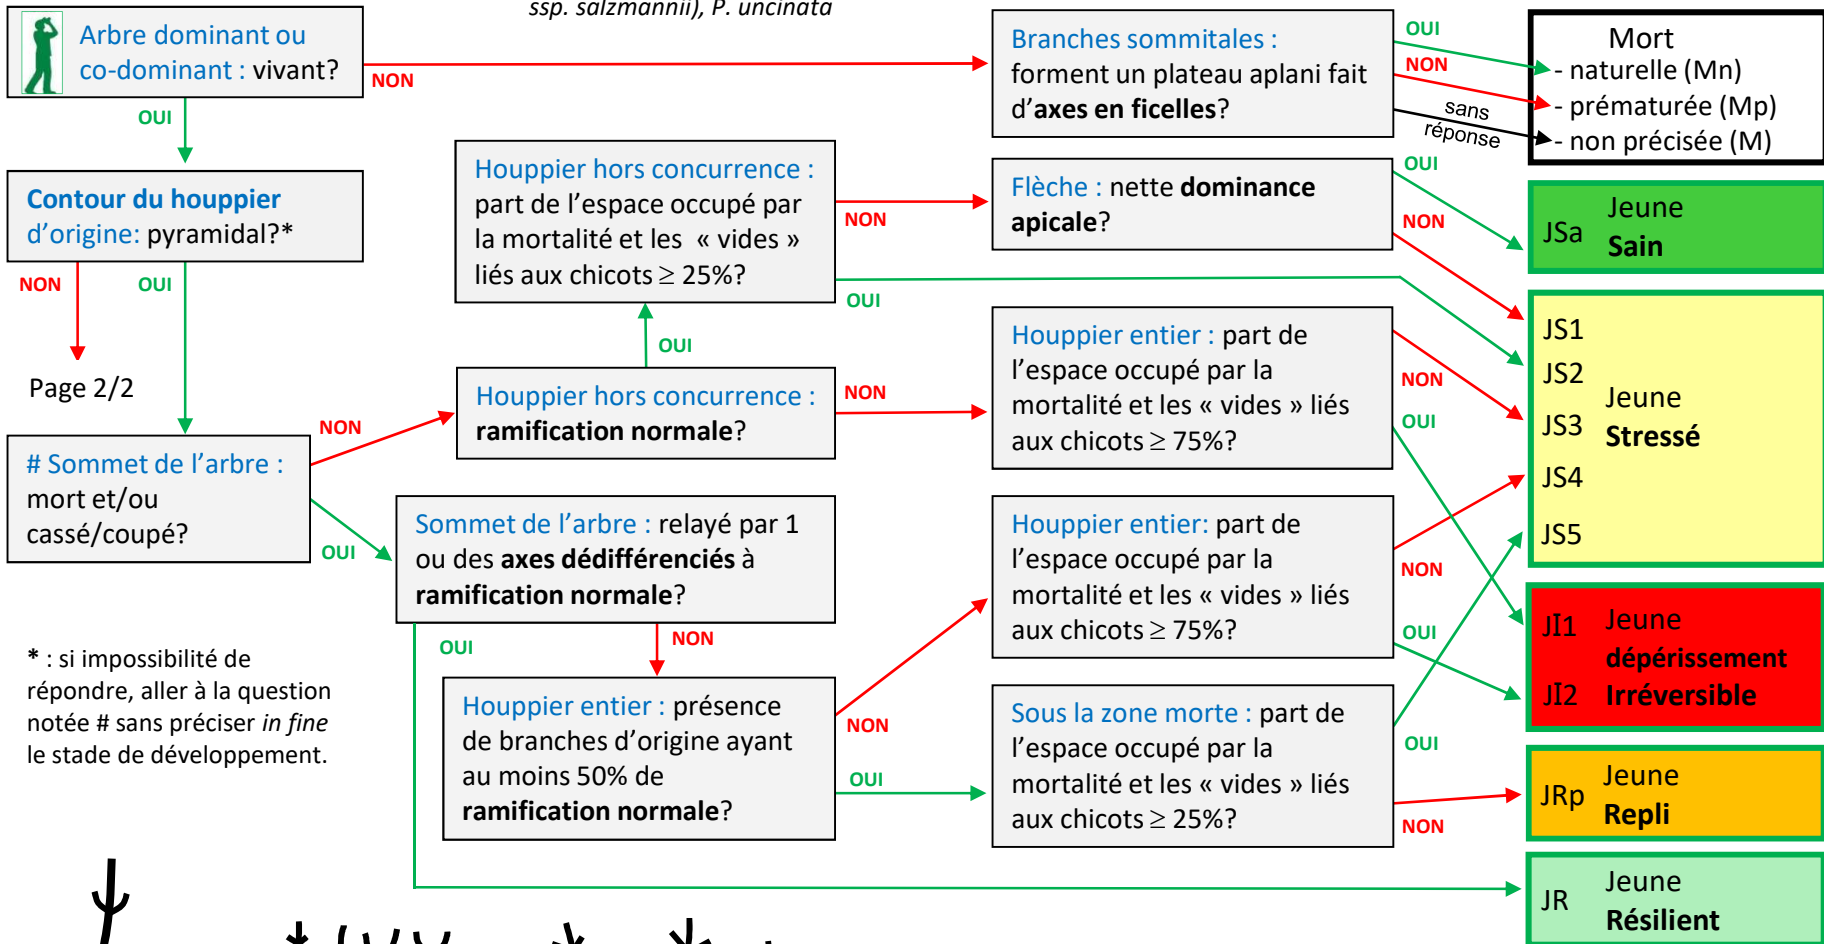 ssp. salzmannii), P. uncinata
Arbre dominant ou
co-dominant : vivant?
NON
OUI
Branches sommitales :
forment un plateau aplani fait
d’axes en ficelles?
OUI
NON
sans
réponse
Mort
- naturelle (Mn)
- prématurée (Mp)
- non précisée (M)
Contour du houppier
d’origine: pyramidal?*
NON
OUI
Page 2/2
Houppier hors concurrence :
part de l’espace occupé par
la mortalité et les « vides »
liés aux chicots ≥ 25%?
NON
OUI
Flèche : nette dominance
apicale?
OUI
NON
JSa
Jeune
Sain
OUI
Houppier hors concurrence :
ramification normale?
NON
Houppier entier : part de
l’espace occupé par la
mortalité et les « vides » liés
aux chicots ≥ 75%?
NON
OUI
JS1
JS2
JS3
JS4
JS5
Jeune
Stressé
# Sommet de l’arbre :
mort et/ou
cassé/coupé?
NON
OUI
Sommet de l’arbre : relayé par 1
ou des axes dédifférenciés à
ramification normale?
OUI
NON
Houppier entier: part de
l’espace occupé par la
mortalité et les « vides » liés
aux chicots ≥ 75%?
NON
OUI
JI1
JI2
Jeune
dépérissement
Irréversible
* : si impossibilité de
répondre, aller à la question
notée # sans préciser in fine
le stade de développement.
Houppier entier : présence
de branches d’origine ayant
au moins 50% de
ramification normale?
NON
OUI
Sous la zone morte : part de
l’espace occupé par la
mortalité et les « vides » liés
aux chicots ≥ 25%?
OUI
NON
JRp
Jeune
Repli
JR
Jeune
Résilient